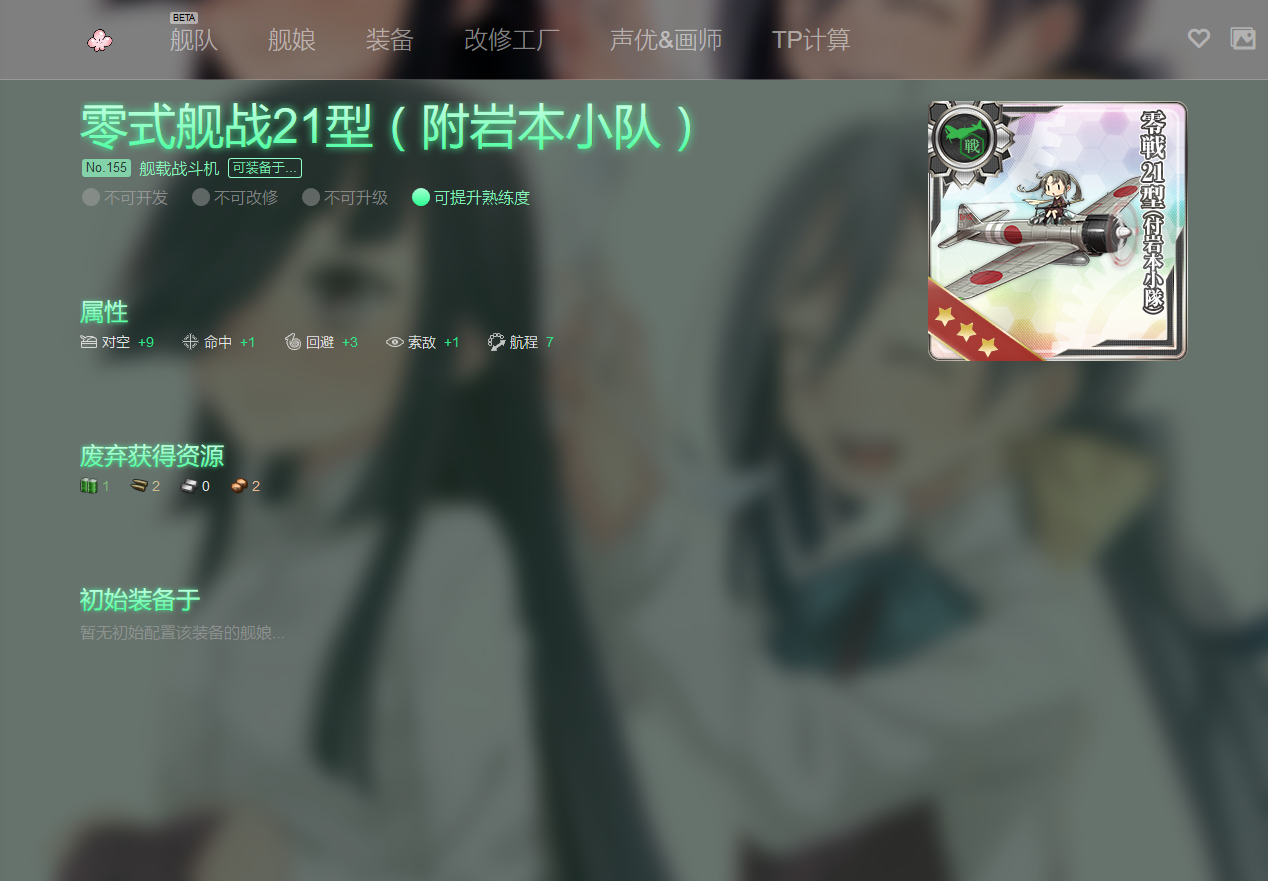 BETA
舰队 舰娘 装备 改修工厂 声优&画师 TP计算
零式舰战21型（附岩本小队）
No.155 舰载战斗机 可装备于...
不可开发 不可改修 不可升级 可提升熟练度
戦
零戦21型(付岩本小隊)
属性
对空 +9 命中 +1 回避 +3 索敌 +1 航程 7
废弃获得资源
1 2 0 2
初始装备于
暂无初始配置该装备的舰娘...